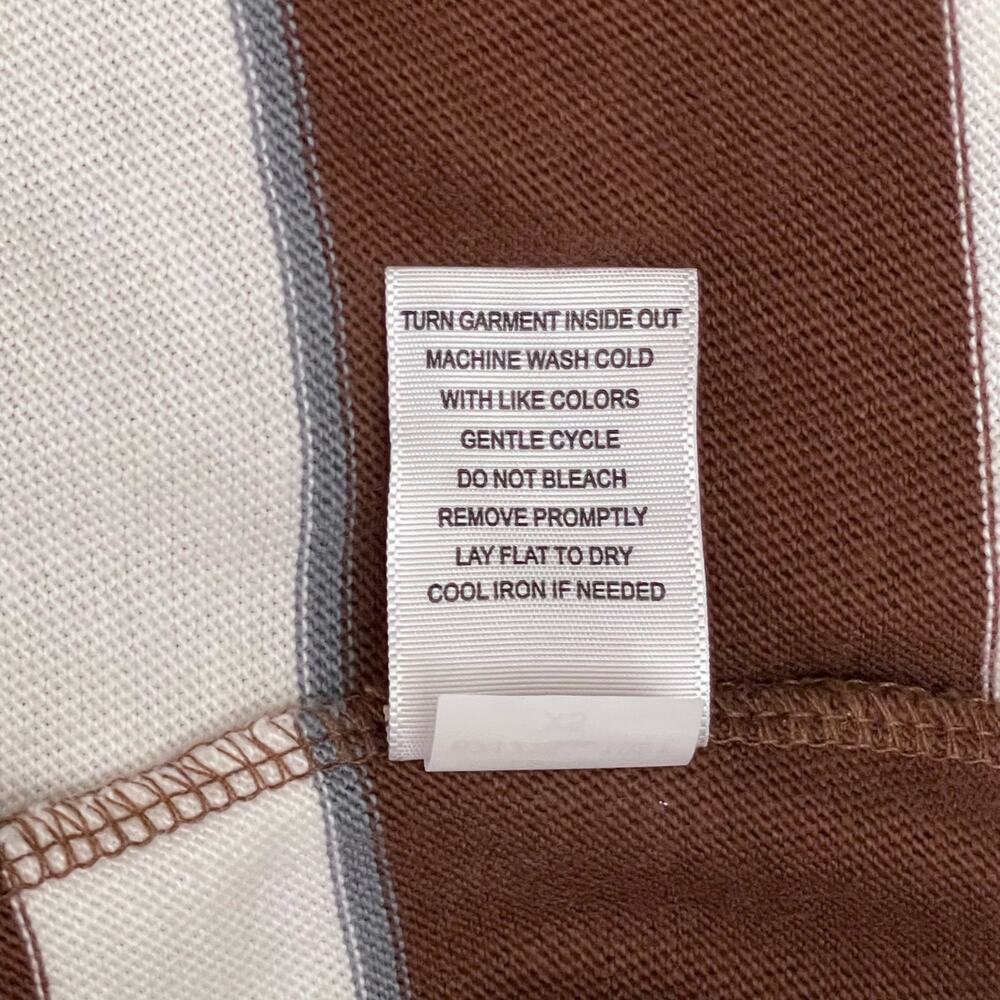 TURN GARMENT INSIDE OUT
MACHINE WASH COLD
WITH LIKE COLORS
GENTLE CYCLE
DO NOT BLEACH
REMOVE PROMPTLY
LAY FLAT TO DRY
COOL IRON IF NEEDED